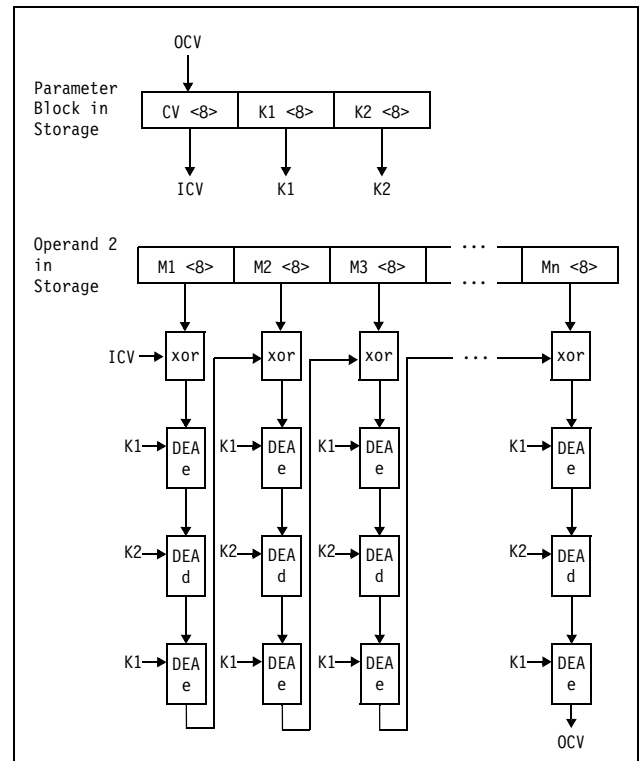 OCV
Parameter
Block in
Storage
CV <8> K1 <8> K2 <8>
ICV K1 K2
Operand 2
in
Storage
...
M1 <8> M2 <8> M3 <8> ... Mn <8>
ICV xor xor xor ... xor
K1 DEA e K1 DEA e K1 DEA e K1 DEA e
K2 DEA d K2 DEA d K2 DEA d K2 DEA d
K1 DEA e K1 DEA e K1 DEA e K1 DEA e
OCV